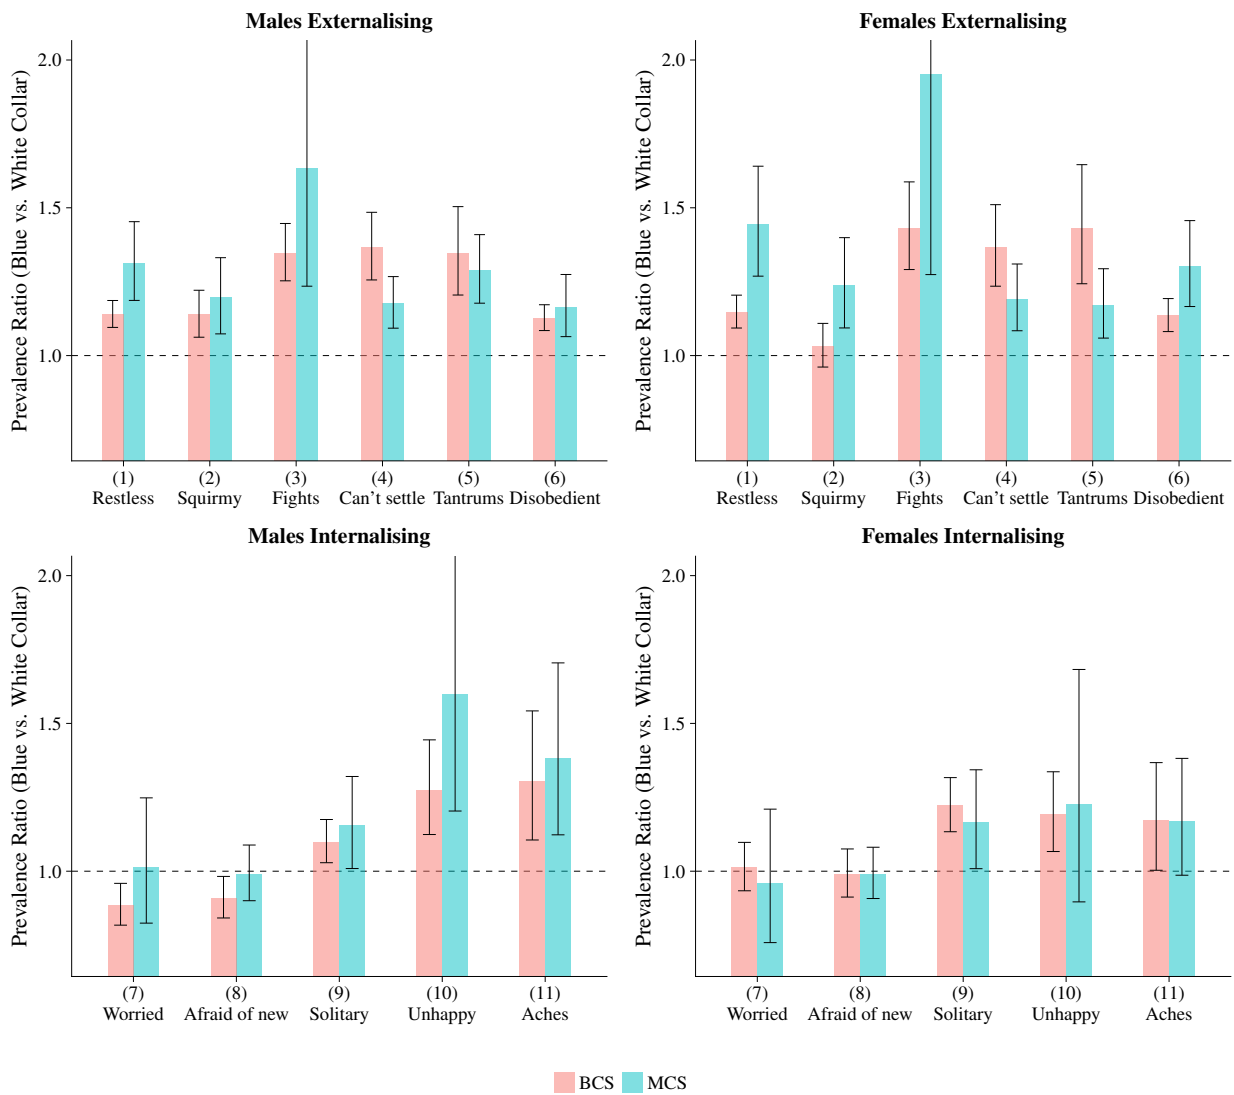 Males Externalising
Prevalence Ratio (Blue vs. White Collar)
2.0
1.5
1.0
(1) (2) (3) (4) (5) (6)
Restless Squirmy Fights Can't settle Tantrums Disobedient
Females Externalising
Prevalence Ratio (Blue vs. White Collar)
2.0
1.5
1.0
(1) (2) (3) (4) (5) (6)
Restless Squirmy Fights Can't settle Tantrums Disobedient
Males Internalising
Prevalence Ratio (Blue vs. White Collar)
2.0
1.5
1.0
(7) (8) (9) (10) (11)
Worried Afraid of new Solitary Unhappy Aches
Females Internalising
Prevalence Ratio (Blue vs. White Collar)
2.0
1.5
1.0
(7) (8) (9) (10) (11)
Worried Afraid of new Solitary Unhappy Aches
BCS MCS